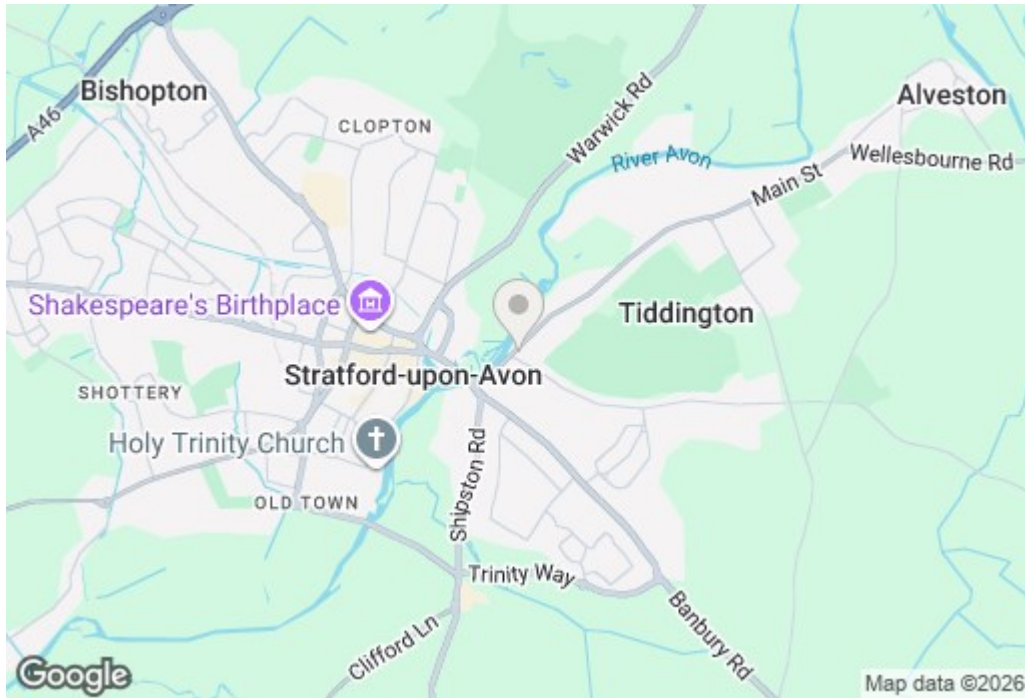 Bishopton
A46
CLOPTON
Warwick Rd
Alveston
River Avon
Wellesbourne Rd
Main St
Shakespeare's Birthplace
Tiddington
Stratford-upon-Avon
SHOTTERY
Holy Trinity Church
Shipston Rd
OLD TOWN
Trinity Way
Banbury Rd
Clifford Ln
Google
Map data ©2026